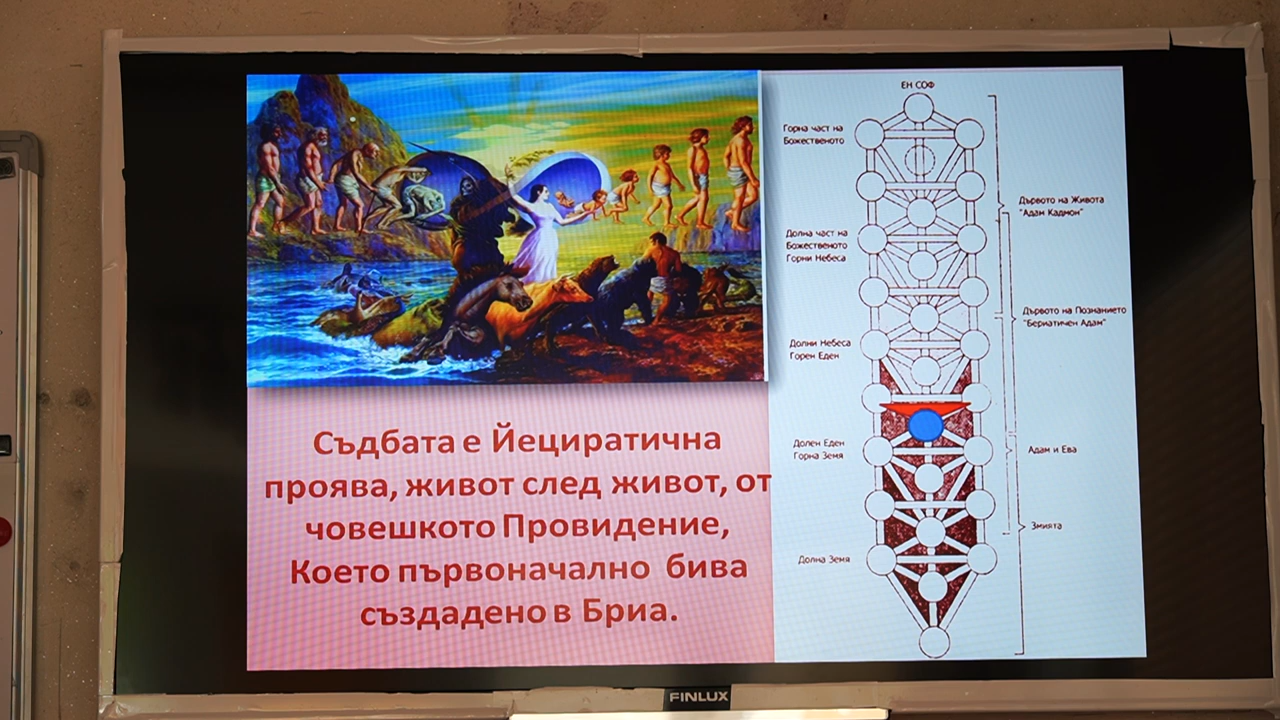 Съдбата е Йециратична
проява, живот след живот, от
човешкото Провидение,
Което първоначално бива
създадено в Бриа.
ЕН СОФ
Горна част на
Божественото
Дървото на Живота
"Адам Кадмон"
Долна част на
Божественото
Горни Небеса
Дървото на Познанието
"Бериатичен Адам"
Долни Небеса
Горен Еден
Долен Еден
Горна Земя
Адам и Ева
Змията
Долна Земя
FINLUX